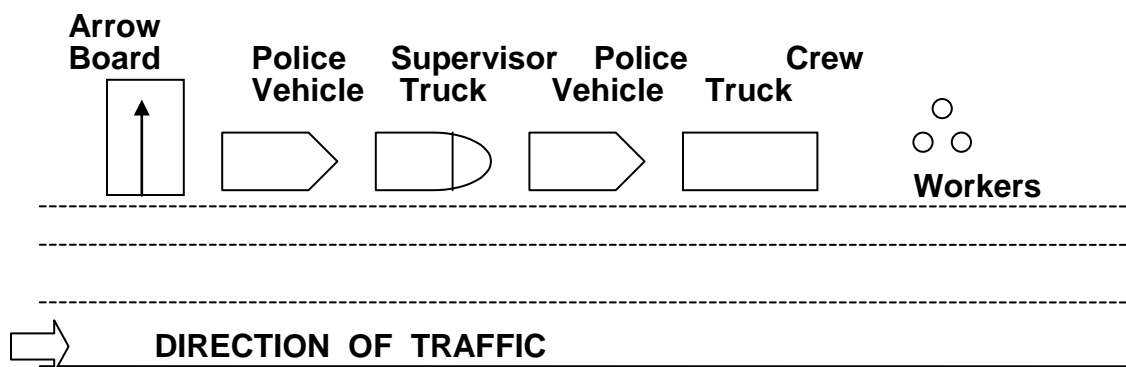 Arrow
Board Police Supervisor Police Crew
Vehicle Truck Vehicle Truck
Workers
DIRECTION OF TRAFFIC